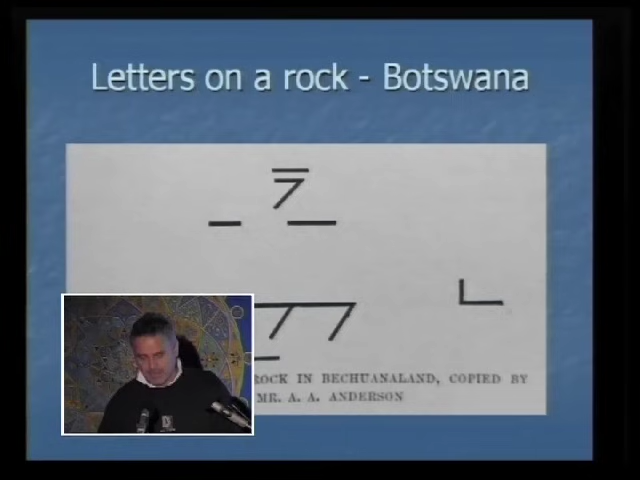 Letters on a rock - Botswana
ROCK IN BECHUANALAND, COPIED BY
MR. A. A. ANDERSON